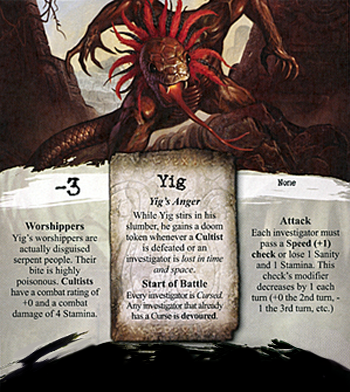 -3
Worshippers
Yig's worshippers are
actually disguised
serpent people. Their
bite is highly
poisonous. Cultists
have a combat rating of
+0 and a combat
damage of 4 Stamina.
Yig
Yig's Anger
While Yig stirs in his
slumber, he gains a doom
token whenever a Cultist
is defeated or an
investigator is lost in time
and space.
Start of Battle
Every investigator is Cursed.
Any investigator that already
has a Curse is devoured.
None
Attack
Each investigator must
pass a Speed (+1)
check or lose 1 Sanity
and 1 Stamina. This
check's modifier
decreases by 1 each
turn (+0 the 2nd turn, -
1 the 3rd turn, etc.)